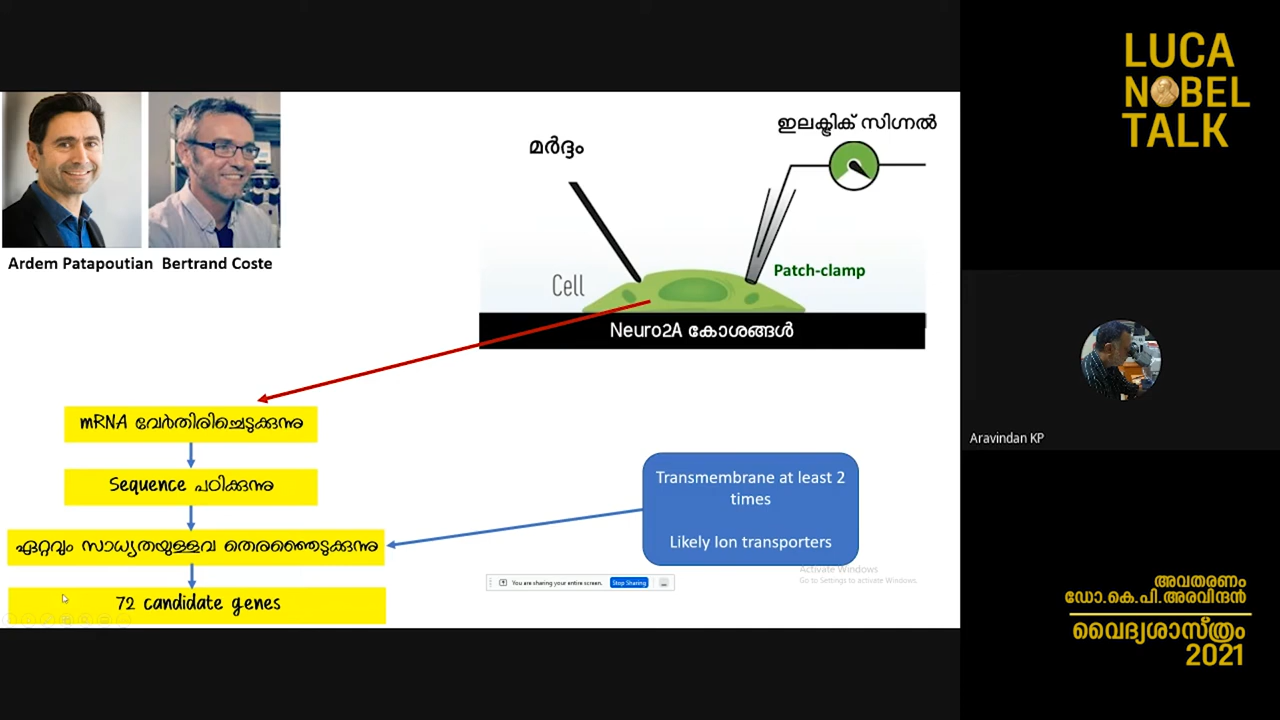 LUCA
NOBEL
TALK
ഇലക്ട്രിക് സിഗ്നൽ
മർദ്ദം
Patch-clamp
Cell
Neuro2A കോശങ്ങൾ
Ardem Patapoutian
Bertrand Coste
mRNA വേർതിരിച്ചെടുക്കുന്നു
Sequence പഠിക്കുന്നു
ഏറ്റവും സാധ്യതയുള്ളവ തെരഞ്ഞെടുക്കുന്നു
72 candidate genes
Transmembrane at least 2
times
Likely Ion transporters
Activate Windows
Go to Settings to activate Windows.
You are sharing your entire screen.
Stop Sharing
Aravindan KP
അവതരണം
ഡോ.കെ.പി.അരവിന്ദൻ
വൈദ്യശാസ്ത്രം
2021